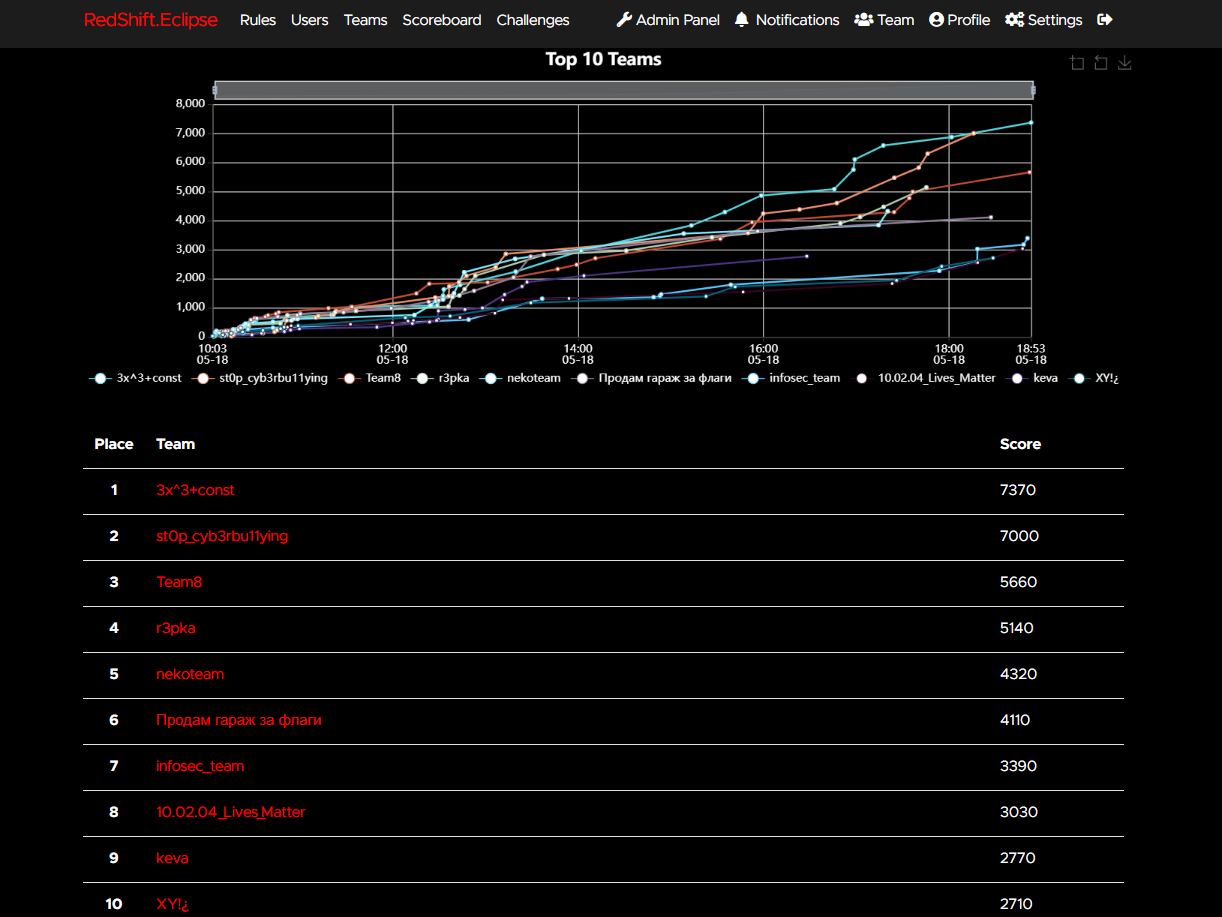 RedShift.Eclipse Rules Users Teams Scoreboard Challenges Admin Panel Notifications Team Profile Settings
Top 10 Teams
8,000
7,000
6,000
5,000
4,000
3,000
2,000
1,000
0
10:03 12:00 14:00 16:00 18:00 18:53
05-18 05-18 05-18 05-18 05-18 05-18
3x^3+const st0p_cyb3rbu11ying Team8 r3pka nekoteam Продам гараж за флаги infosec_team 10.02.04_Lives_Matter keva XY!¿
Place Team Score
1 3x^3+const 7370
2 st0p_cyb3rbu11ying 7000
3 Team8 5660
4 r3pka 5140
5 nekoteam 4320
6 Продам гараж за флаги 4110
7 infosec_team 3390
8 10.02.04_Lives_Matter 3030
9 keva 2770
10 XY!¿ 2710